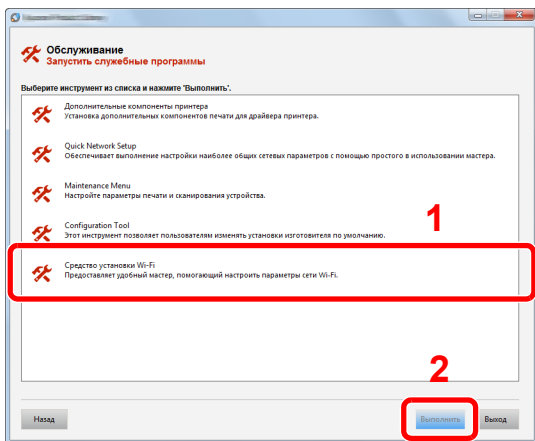 Обслуживание
Запустить служебные программы
Выберите инструмент из списка и нажмите "Выполнить".
Дополнительные компоненты принтера
Установка дополнительных компонентов печати для драйвера принтера.
Quick Network Setup
Обеспечивает выполнение настройки наиболее общих сетевых параметров с помощью простого в использовании мастера.
Maintenance Menu
Настройте параметры печати и сканирования устройства.
1
Configuration Tool
Этот инструмент позволяет пользователям изменять установки изготовителя по умолчанию.
Средство установки Wi-Fi
Предоставляет удобный мастер, помогающий настроить параметры сети Wi-Fi.
2
Назад
Выполнить
Выход